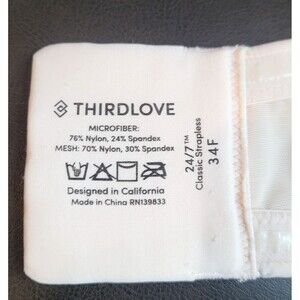 THIRDLOVE
MICROFIBER:
76% Nylon, 24% Spandex
MESH: 70% Nylon, 30% Spandex
Designed in California
Made in China RN139833
24/7™
Classic Strapless
34F